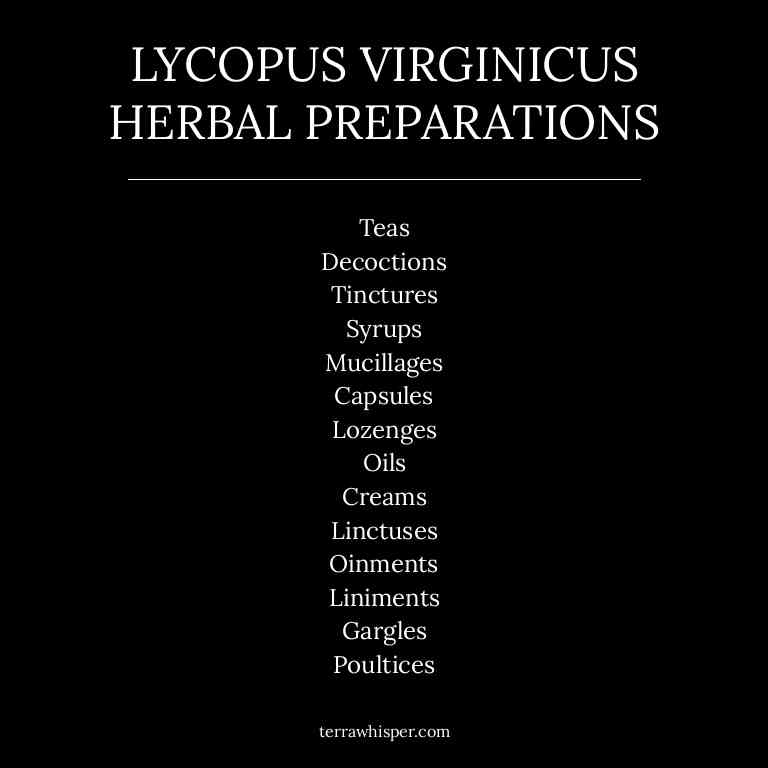 LYCOPUS VIRGINICUS
HERBAL PREPARATIONS
Teas
Decoctions
Tinctures
Syrups
Mucillages
Capsules
Lozenges
Oils
Creams
Linctuses
Oinments
Liniments
Gargles
Poultices
terrawhisper.com